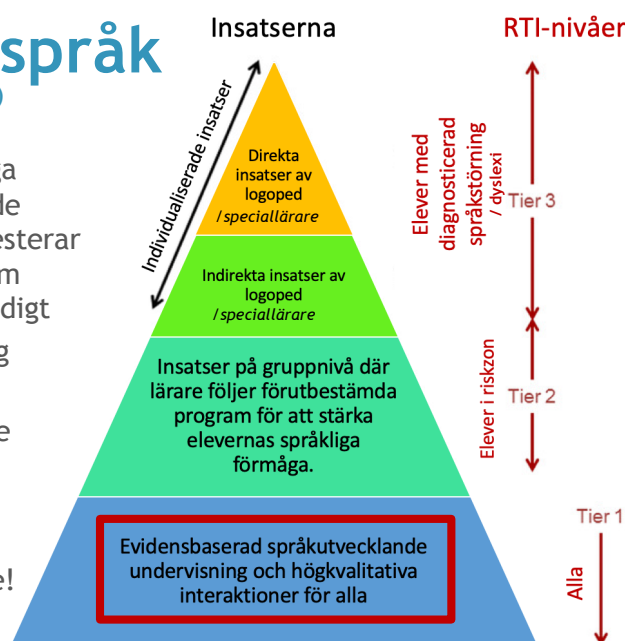 språk
Insatserna
RTI-nivåer
esterar
digt
Individualiserade insatser
Direkta
insatser av
logoped
/speciallärare
Indirekta insatser av
logoped
/speciallärare
Insatser på gruppnivå där
lärare följer förutbestämda
program för att stärka
elevernas språkliga
förmåga.
Evidensbaserad språkutvecklande
undervisning och högkvalitativa
interaktioner för alla
Elever med
diagnosticerad
språkstörning
/ dyslexi
Tier 3
Elever i riskzon
Tier 2
Tier 1
Alla